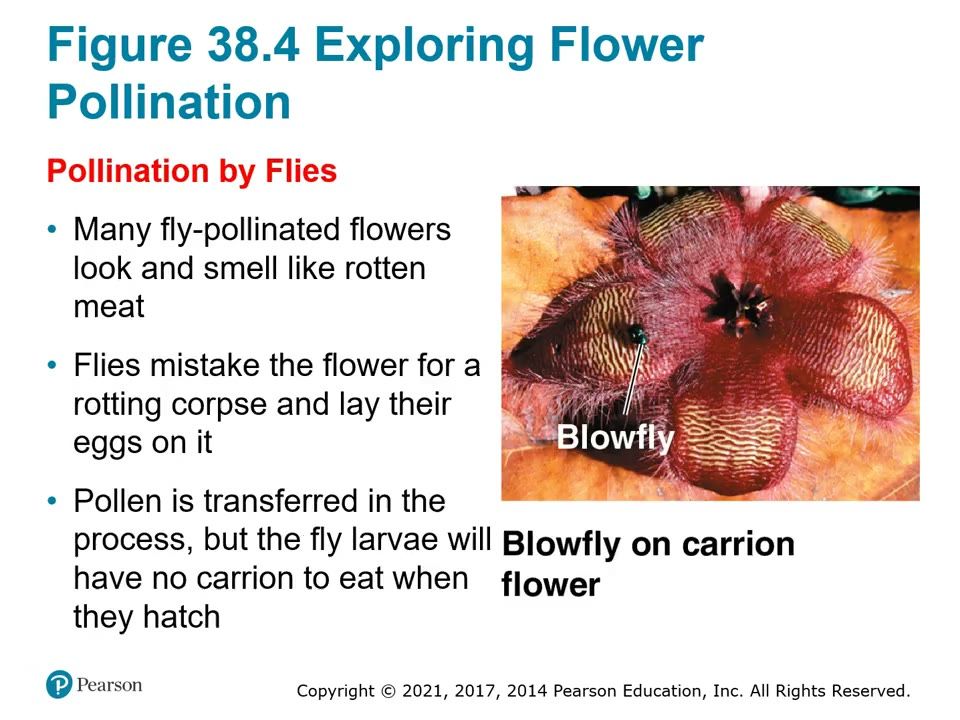 Figure 38.4 Exploring Flower
Pollination
Pollination by Flies
• Many fly-pollinated flowers
look and smell like rotten
meat
• Flies mistake the flower for a
rotting corpse and lay their
eggs on it
• Pollen is transferred in the
process, but the fly larvae will
have no carrion to eat when
they hatch
Blowfly
Blowfly on carrion
flower
P Pearson
Copyright © 2021, 2017, 2014 Pearson Education, Inc. All Rights Reserved.